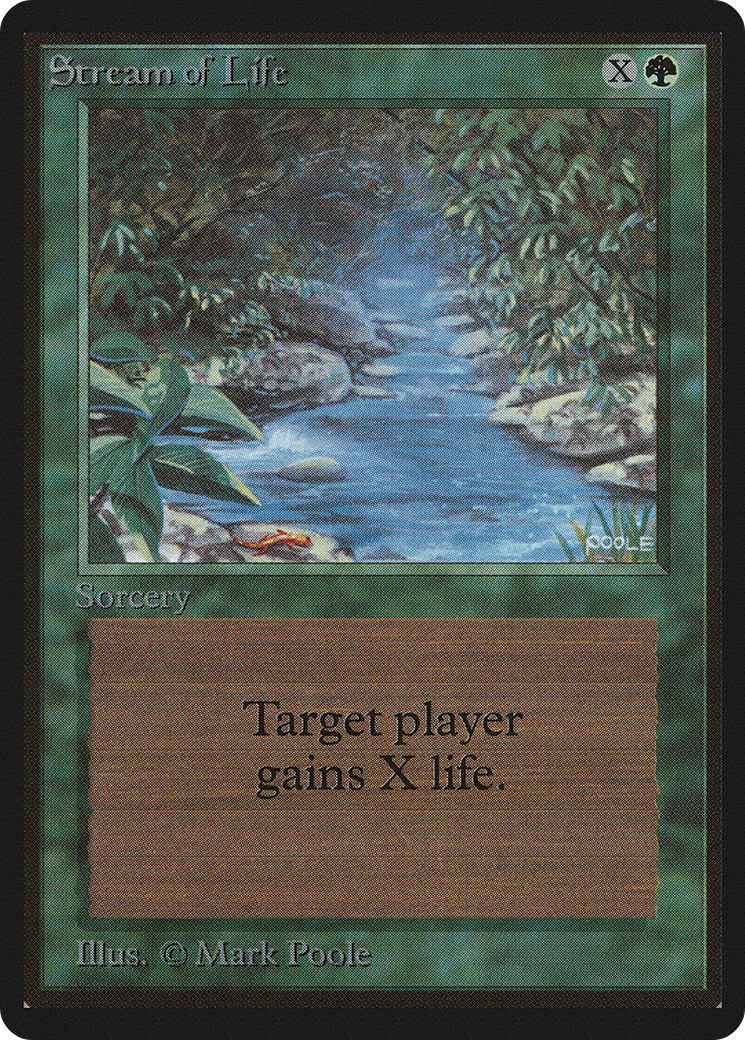 Stream of Life X
POOLE
Sorcery
Target player
gains X life.
Illus. © Mark Poole